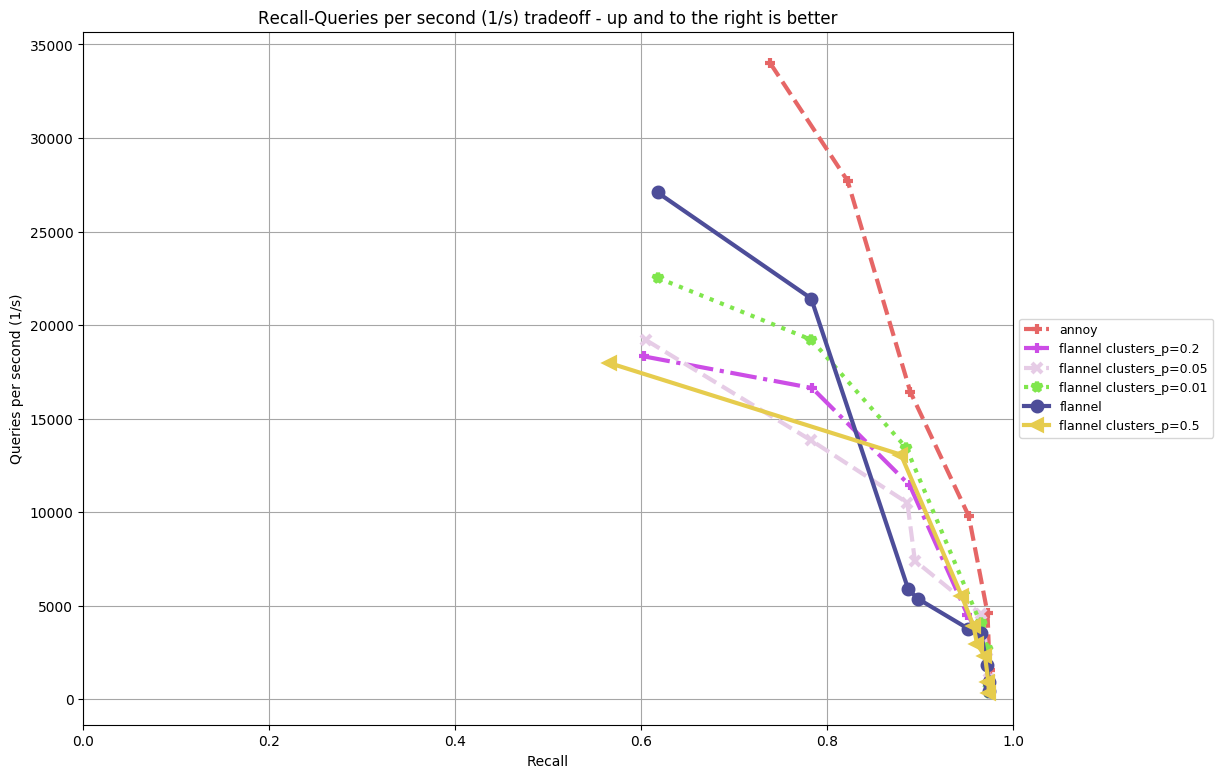 Recall-Queries per second (1/s) tradeoff - up and to the right is better
35000
30000
25000
20000
15000
10000
5000
0
Queries per second (1/s)
0.0 0.2 0.4 0.6 0.8 1.0
Recall
annoy
flannel clusters_p=0.2
flannel clusters_p=0.05
flannel clusters_p=0.01
flannel
flannel clusters_p=0.5